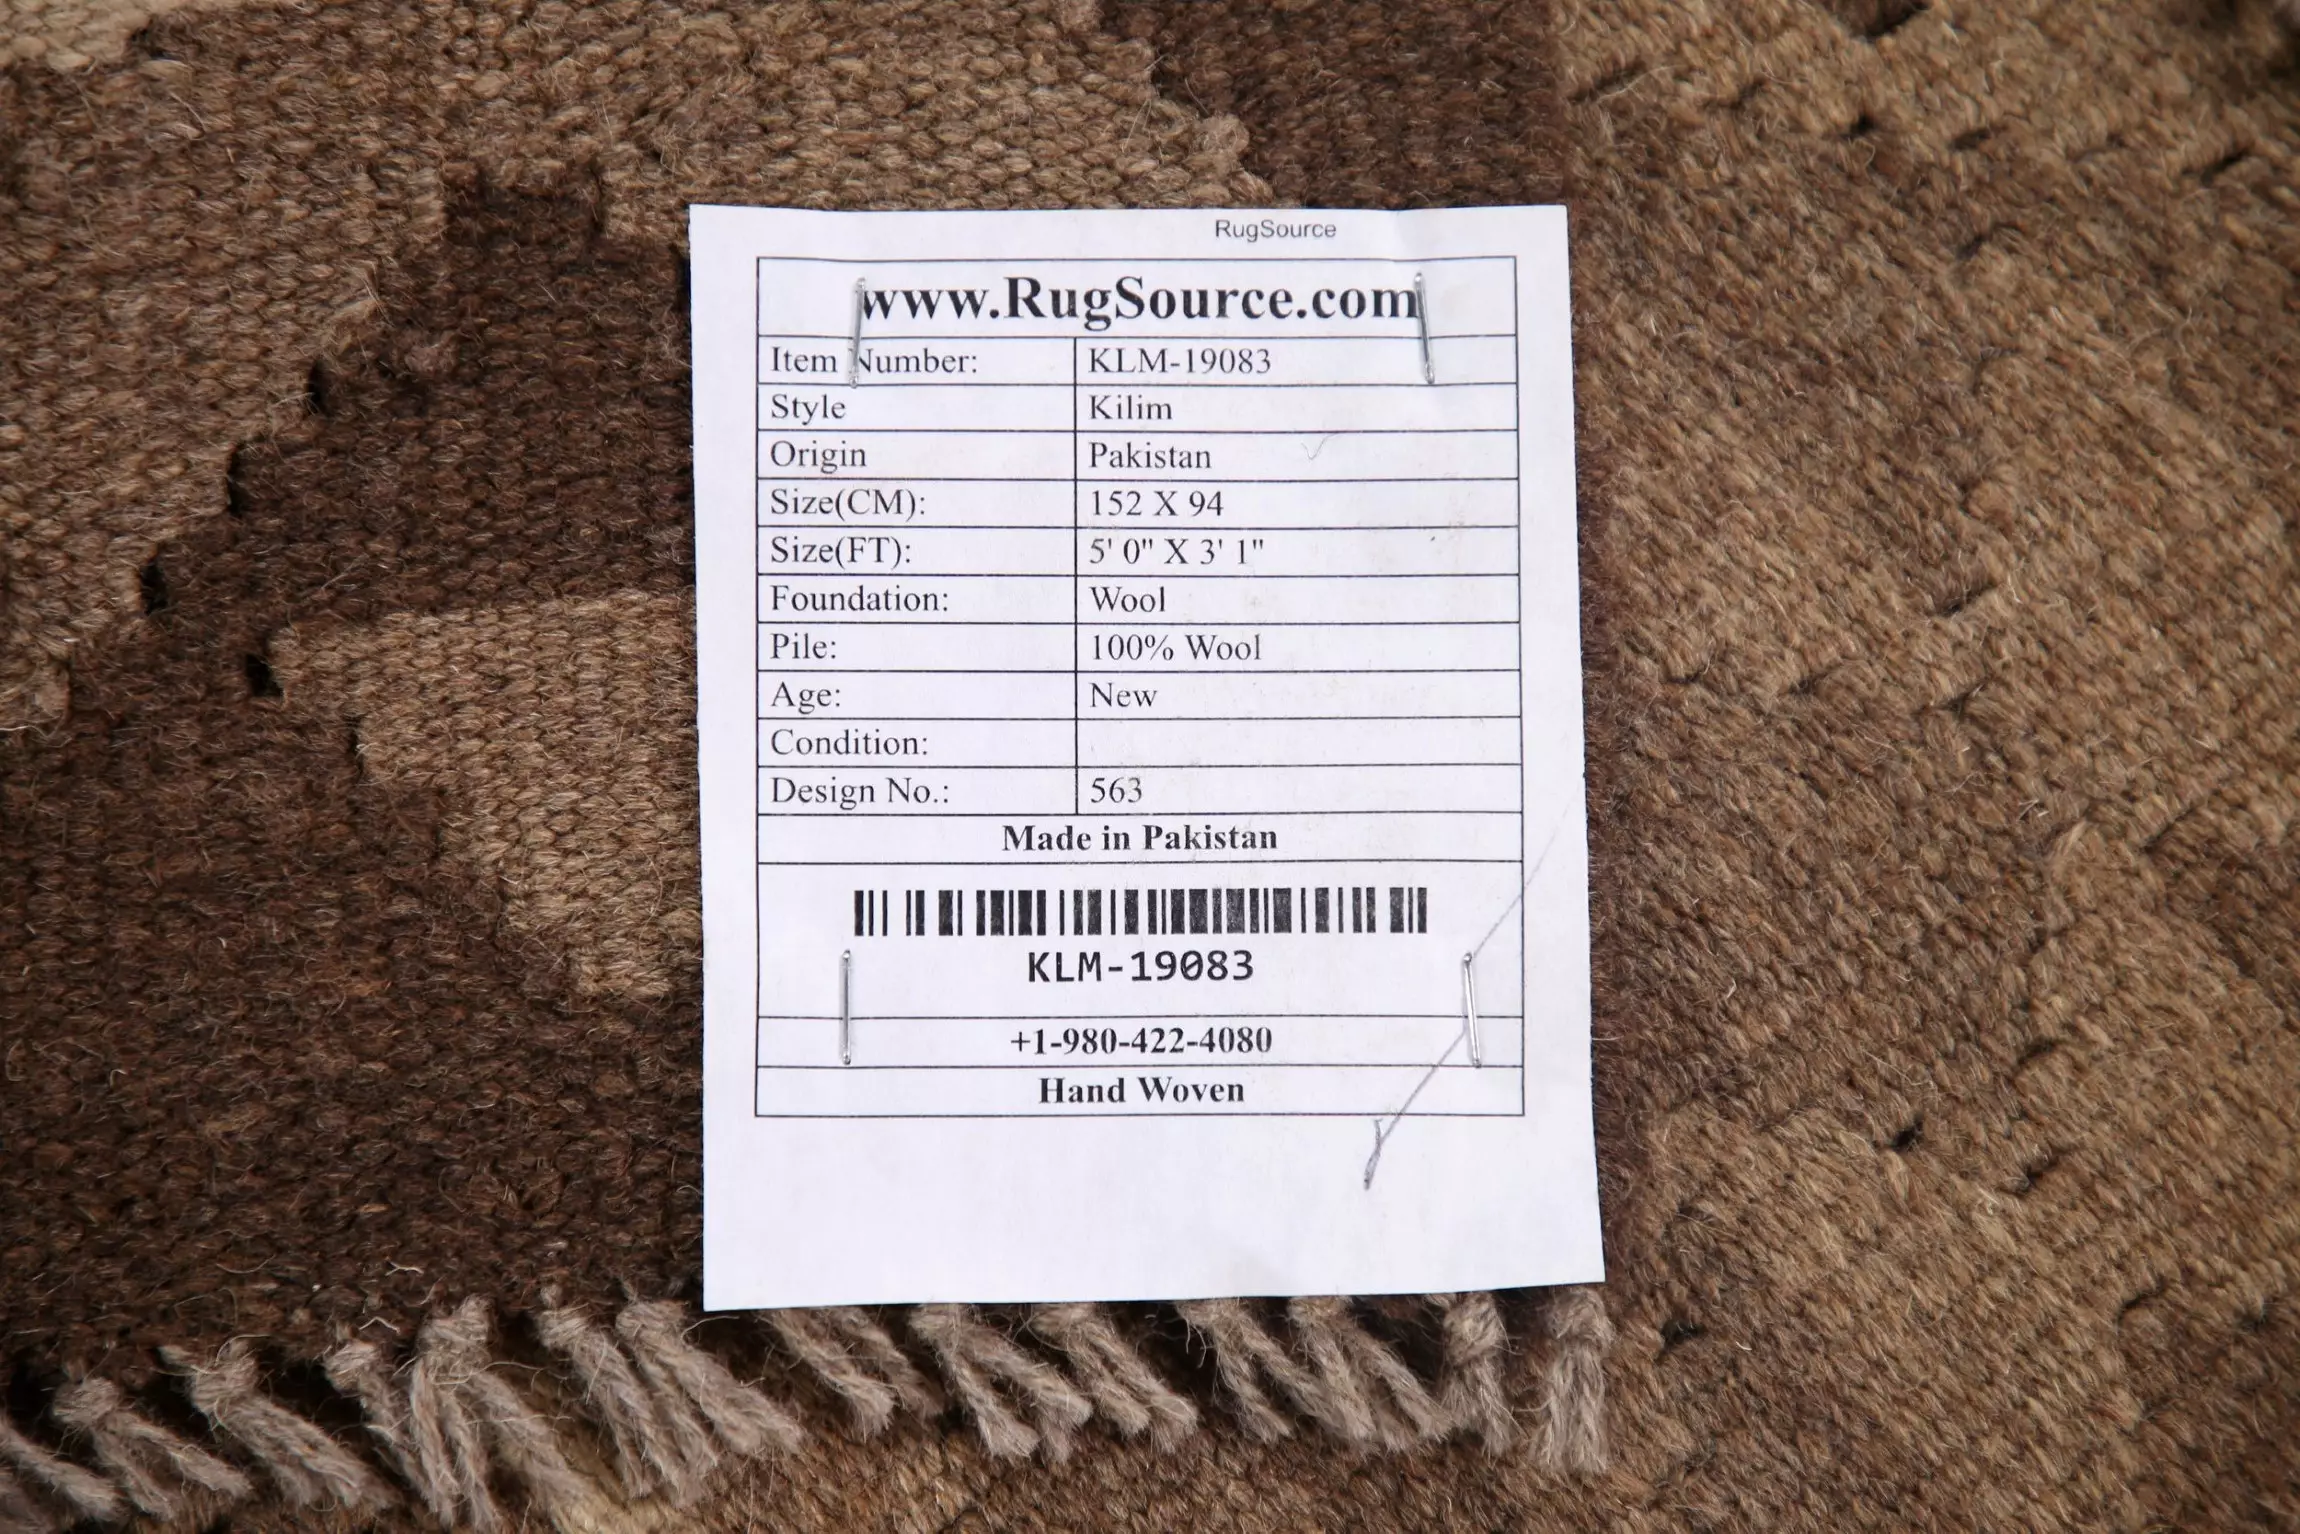 RugSource
www.RugSource.com
Item Number: KLM-19083
Style Kilim
Origin Pakistan
Size(CM): 152 X 94
Size(FT): 5' 0" X 3' 1"
Foundation: Wool
Pile: 100% Wool
Age: New
Condition:
Design No.: 563
Made in Pakistan
KLM-19083
+1-980-422-4080
Hand Woven